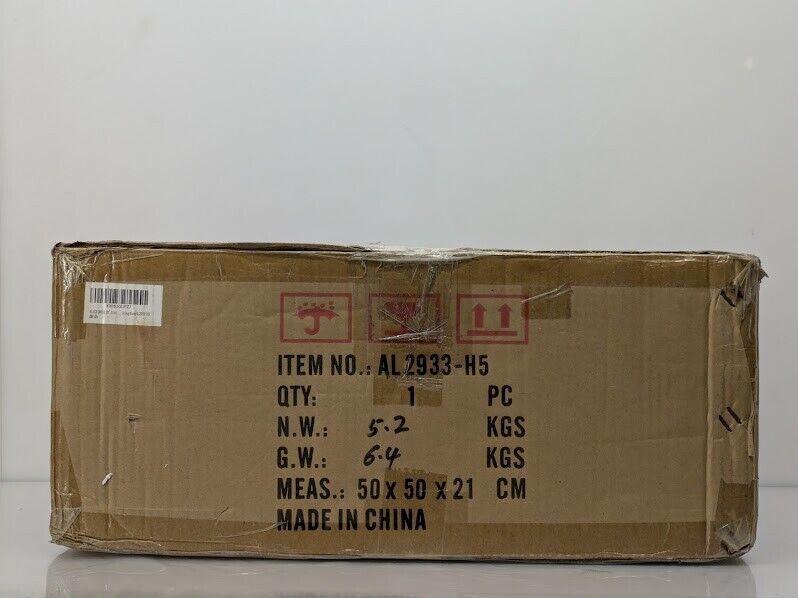 ITEM NO.: AL2933-H5
QTY: 1 PC
N.W.: 5.2 KGS
G.W.: 6.4 KGS
MEAS.: 50 x 50 x 21 CM
MADE IN CHINA